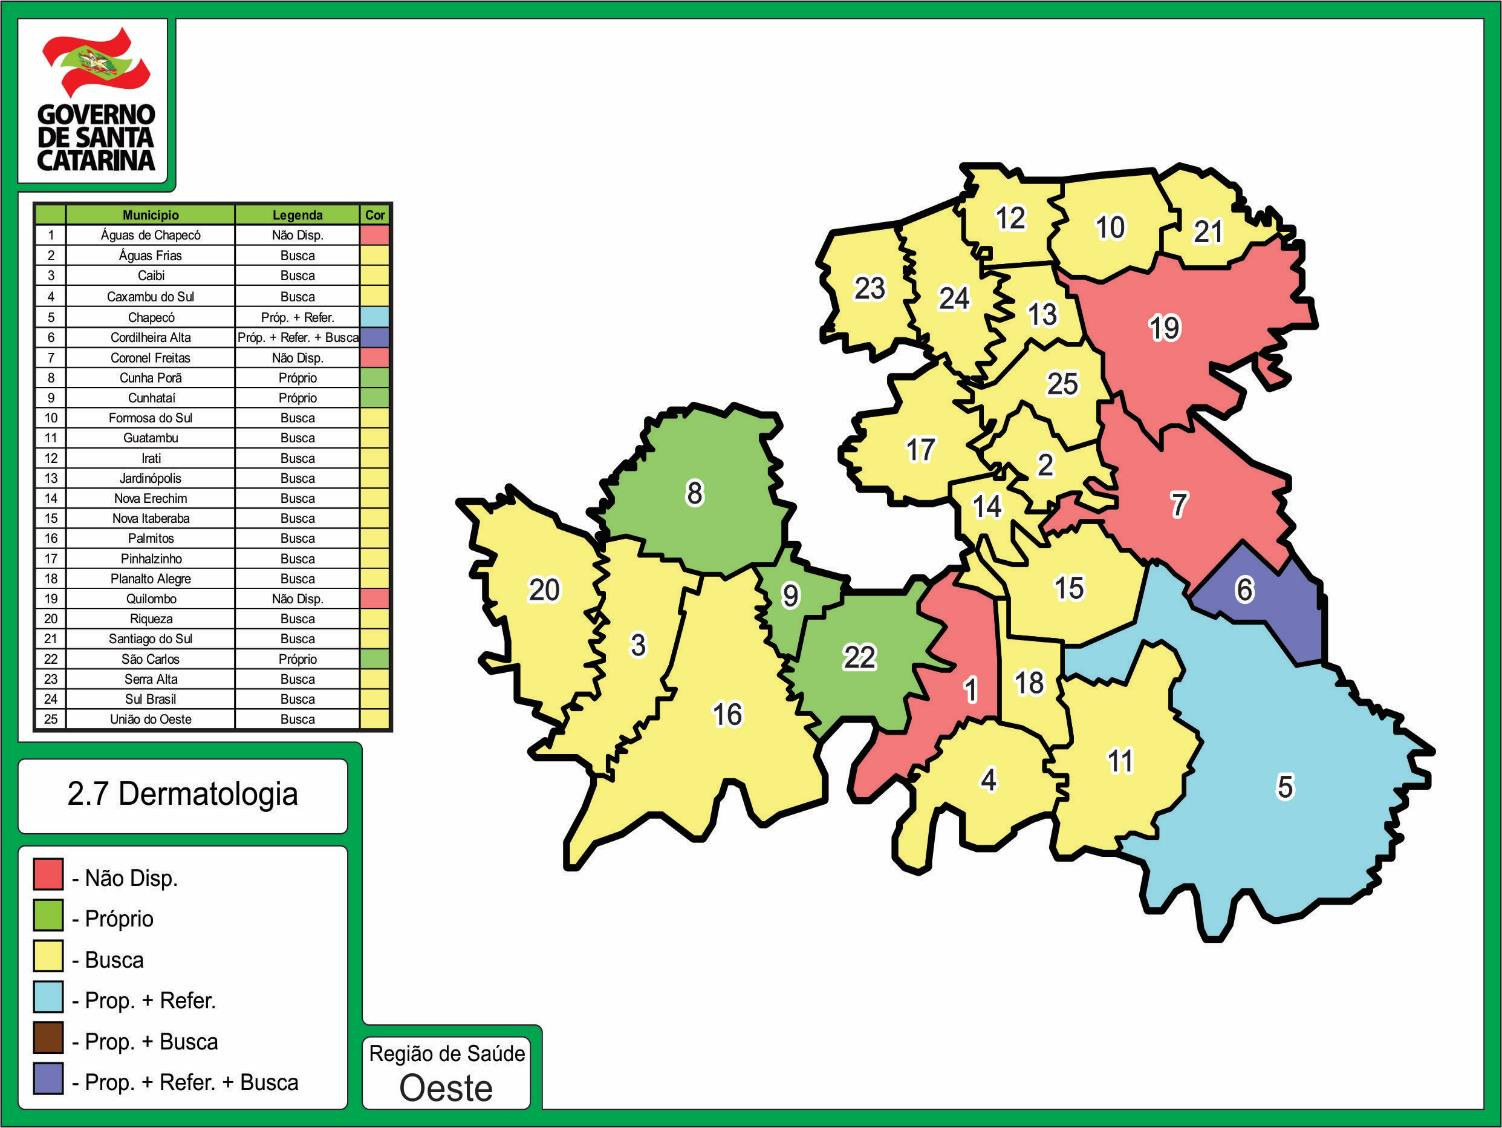 GOVERNO
DE SANTA
CATARINA
Município Legenda Cor
1 Águas de Chapecó Não Disp.
2 Águas Frias Busca
3 Caibi Busca
4 Caxambu do Sul Busca
5 Chapecó Próp. + Refer.
6 Cordilheira Alta Próp. + Refer. + Busca
7 Coronel Freitas Não Disp.
8 Cunha Porã Próprio
9 Cunhataí Próprio
10 Formosa do Sul Busca
11 Guatambu Busca
12 Irati Busca
13 Jardinópolis Busca
14 Nova Erechim Busca
15 Nova Itaberaba Busca
16 Palmitos Busca
17 Pinhalzinho Busca
18 Planalto Alegre Busca
19 Quilombo Não Disp.
20 Riqueza Busca
21 Santiago do Sul Busca
22 São Carlos Próprio
23 Serra Alta Busca
24 Sul Brasil Busca
25 União do Oeste Busca
2.7 Dermatologia
- Não Disp.
- Próprio
- Busca
- Prop. + Refer.
- Prop. + Busca
- Prop. + Refer. + Busca
Região de Saúde
Oeste
12
10
21
23
24
13
19
25
17
2
8
14
7
20
9
15
6
3
22
1
18
16
4
11
5